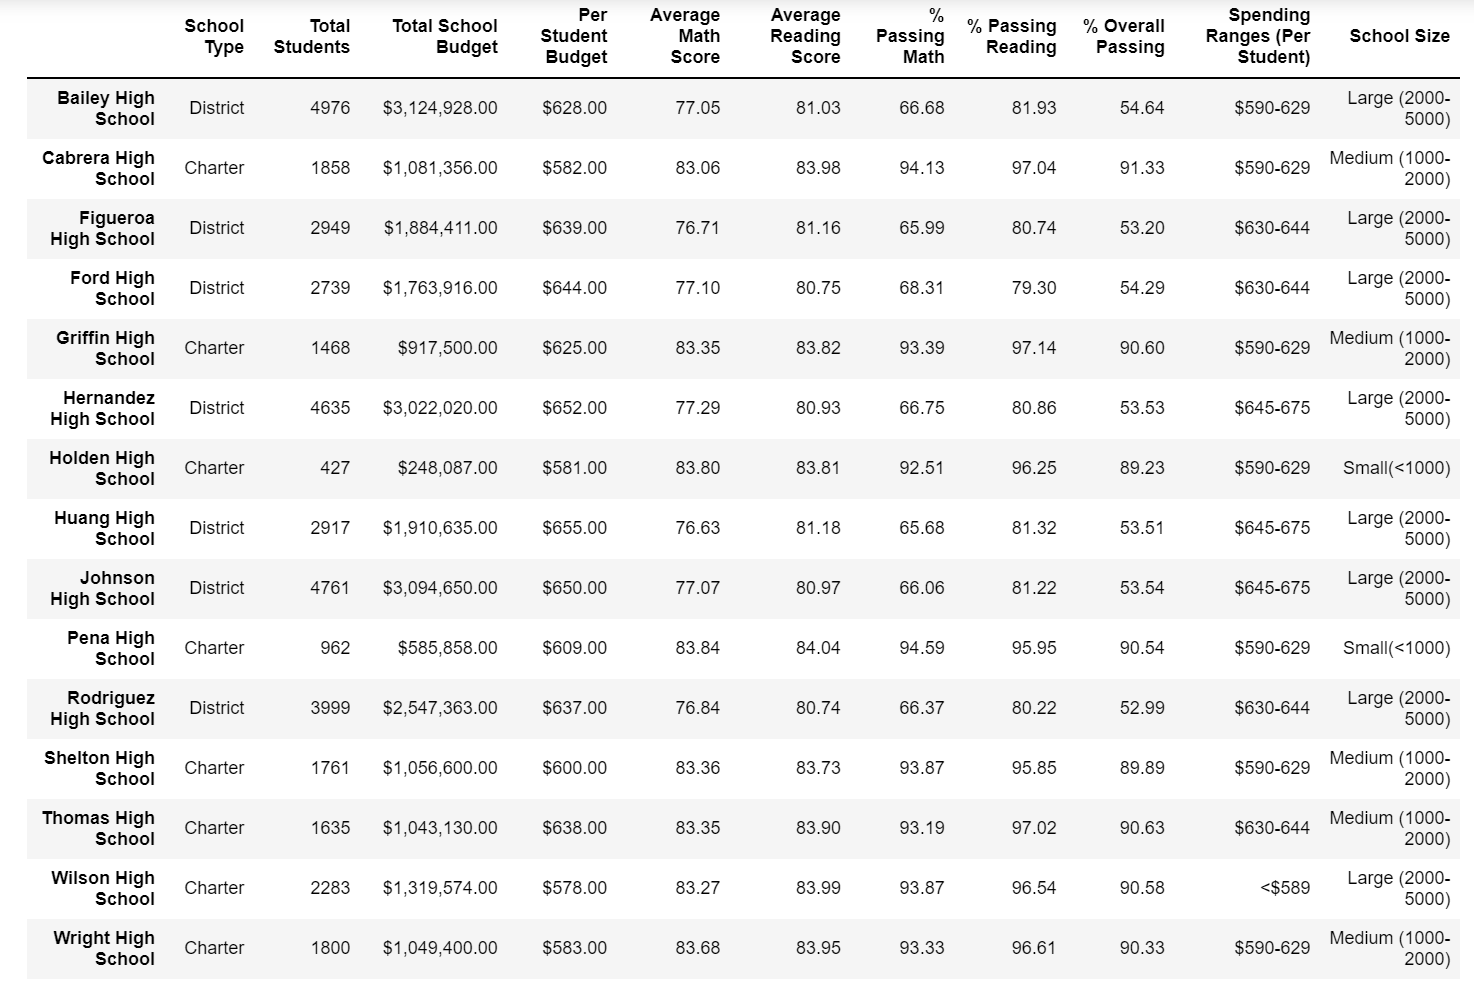 School Type Total Students Total School Budget Per Student Budget Average Math Score Average Reading Score % Passing Math % Passing Reading % Overall Passing Spending Ranges (Per Student) School Size
Bailey High School District 4976 $3,124,928.00 $628.00 77.05 81.03 66.68 81.93 54.64 $590-629 Large (2000-5000)
Cabrera High School Charter 1858 $1,081,356.00 $582.00 83.06 83.98 94.13 97.04 91.33 $590-629 Medium (1000-2000)
Figueroa High School District 2949 $1,884,411.00 $639.00 76.71 81.16 65.99 80.74 53.20 $630-644 Large (2000-5000)
Ford High School District 2739 $1,763,916.00 $644.00 77.10 80.75 68.31 79.30 54.29 $630-644 Large (2000-5000)
Griffin High School Charter 1468 $917,500.00 $625.00 83.35 83.82 93.39 97.14 90.60 $590-629 Medium (1000-2000)
Hernandez High School District 4635 $3,022,020.00 $652.00 77.29 80.93 66.75 80.86 53.53 $645-675 Large (2000-5000)
Holden High School Charter 427 $248,087.00 $581.00 83.80 83.81 92.51 96.25 89.23 $590-629 Small(<1000)
Huang High School District 2917 $1,910,635.00 $655.00 76.63 81.18 65.68 81.32 53.51 $645-675 Large (2000-5000)
Johnson High School District 4761 $3,094,650.00 $650.00 77.07 80.97 66.06 81.22 53.54 $645-675 Large (2000-5000)
Pena High School Charter 962 $585,858.00 $609.00 83.84 84.04 94.59 95.95 90.54 $590-629 Small(<1000)
Rodriguez High School District 3999 $2,547,363.00 $637.00 76.84 80.74 66.37 80.22 52.99 $630-644 Large (2000-5000)
Shelton High School Charter 1761 $1,056,600.00 $600.00 83.36 83.73 93.87 95.85 89.89 $590-629 Medium (1000-2000)
Thomas High School Charter 1635 $1,043,130.00 $638.00 83.35 83.90 93.19 97.02 90.63 $630-644 Medium (1000-2000)
Wilson High School Charter 2283 $1,319,574.00 $578.00 83.27 83.99 93.87 96.54 90.58 <$589 Large (2000-5000)
Wright High School Charter 1800 $1,049,400.00 $583.00 83.68 83.95 93.33 96.61 90.33 $590-629 Medium (1000-2000)